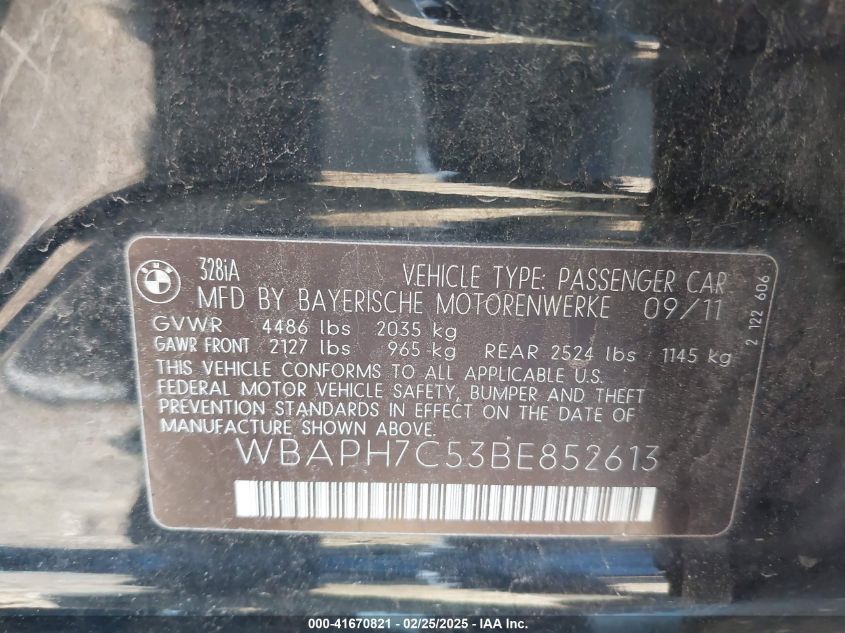 BMW
328iA
VEHICLE TYPE: PASSENGER CAR
MFD BY BAYERISCHE MOTORENWERKE 09/11
GVWR 4486 lbs 2035 kg
GAWR FRONT 2127 lbs 965 kg REAR 2524 lbs 1145 kg
THIS VEHICLE CONFORMS TO ALL APPLICABLE U.S.
FEDERAL MOTOR VEHICLE SAFETY, BUMPER AND THEFT
PREVENTION STANDARDS IN EFFECT ON THE DATE OF
MANUFACTURE SHOWN ABOVE.
WBAPH7C53BE852613
2 122 606
000-41670821 - 02/25/2025 - IAA Inc.